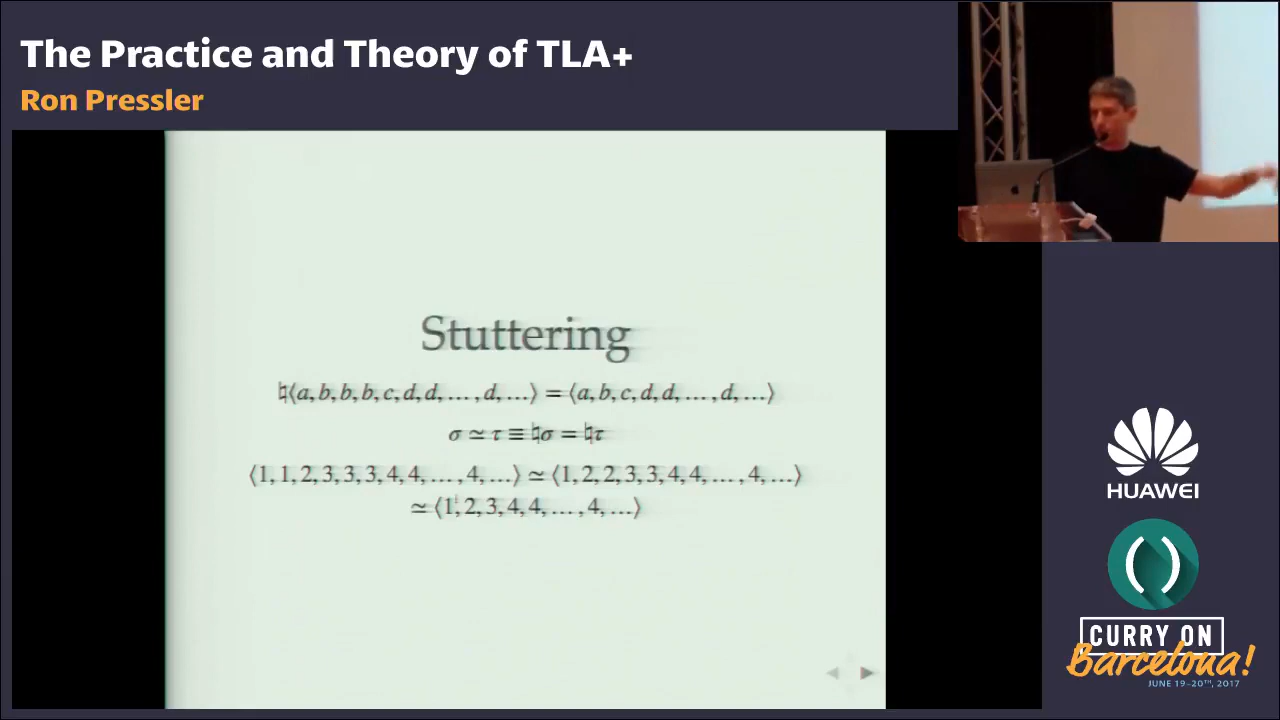 The Practice and Theory of TLA+
Ron Pressler
Stuttering
♮⟨a, b, b, b, c, d, d, … , d, …⟩ = ⟨a, b, c, d, d, … , d, …⟩
σ ≃ τ ≡ ♮σ = ♮τ
⟨1, 1, 2, 3, 3, 3, 4, 4, … , 4, …⟩ ≃ ⟨1, 2, 2, 3, 3, 4, 4, … , 4, …⟩
≃ ⟨1, 2, 3, 4, 4, … , 4, …⟩
HUAWEI
( )
CURRY ON
Barcelona!
JUNE 19-20TH, 2017